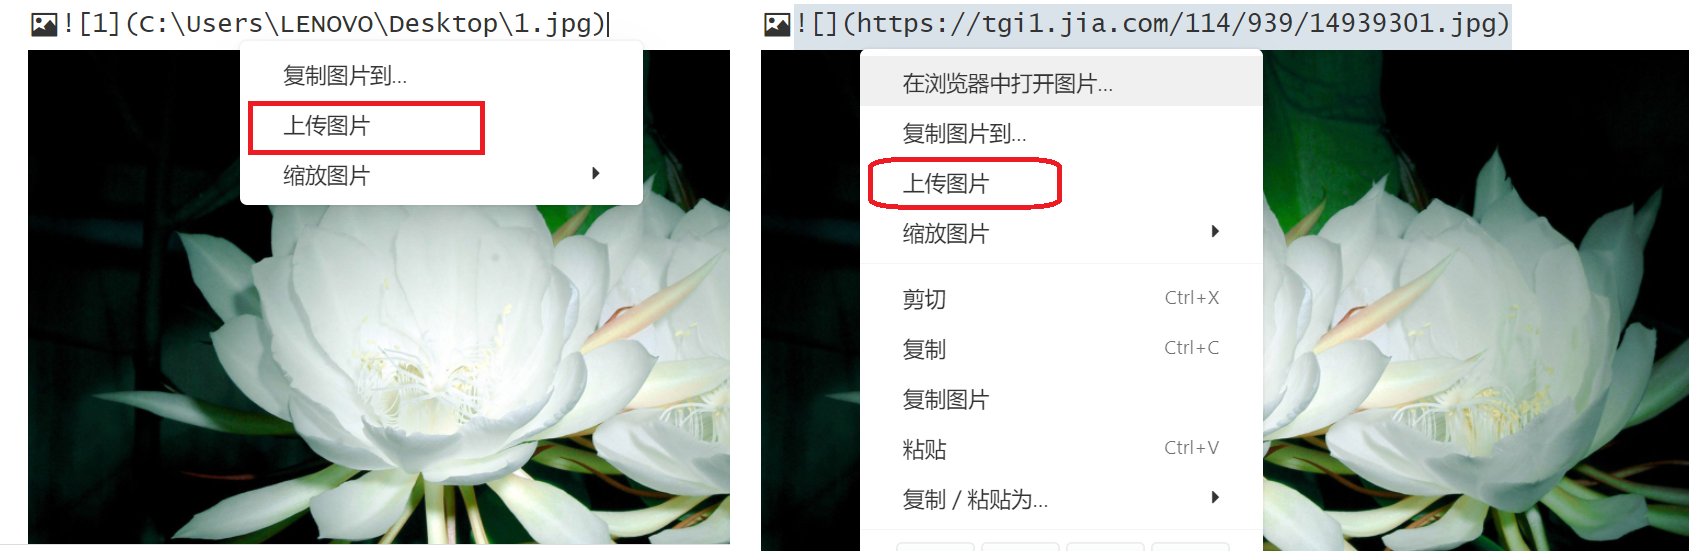 ![1](C:\Users\LENOVO\Desktop\1.jpg)
复制图片到...
上传图片
缩放图片
![](https://tgi1.jia.com/114/939/14939301.jpg)
在浏览器中打开图片...
复制图片到...
上传图片
缩放图片
剪切 Ctrl+X
复制 Ctrl+C
复制图片
粘贴 Ctrl+V
复制 / 粘贴为...